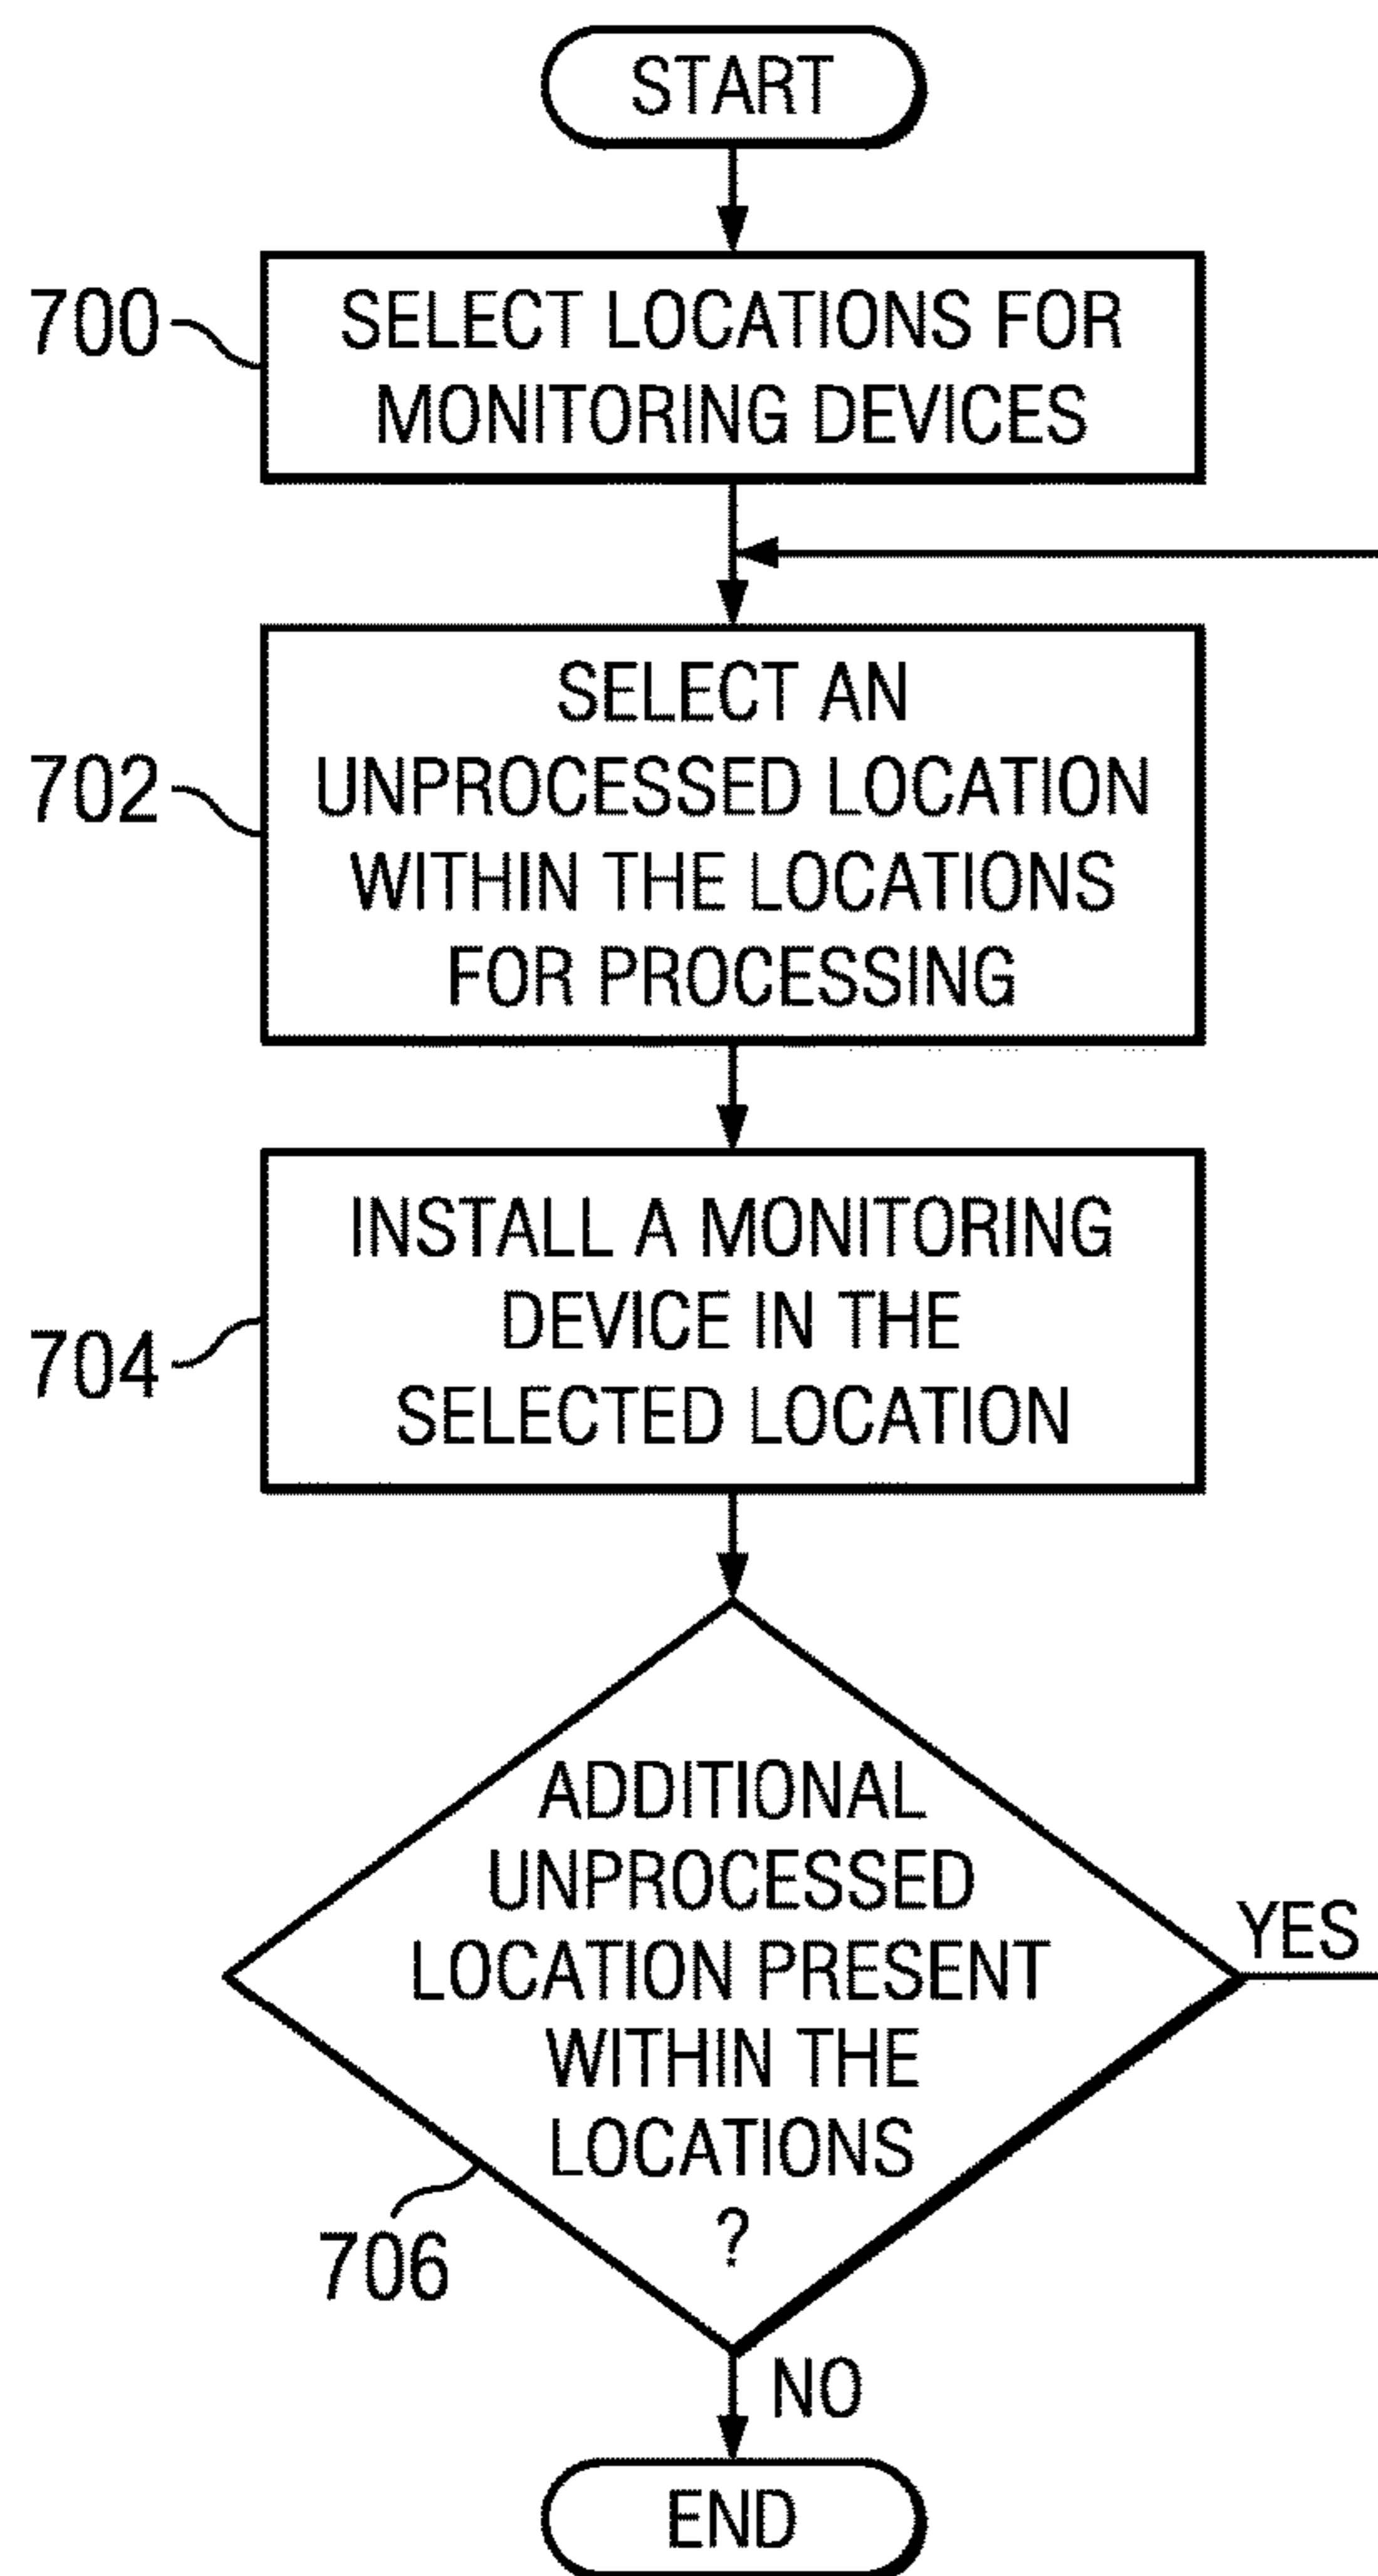 START
700
SELECT LOCATIONS FOR
MONITORING DEVICES
702
SELECT AN
UNPROCESSED LOCATION
WITHIN THE LOCATIONS
FOR PROCESSING
704
INSTALL A MONITORING
DEVICE IN THE
SELECTED LOCATION
ADDITIONAL
UNPROCESSED
LOCATION PRESENT
WITHIN THE
LOCATIONS
?
YES
706
NO
END